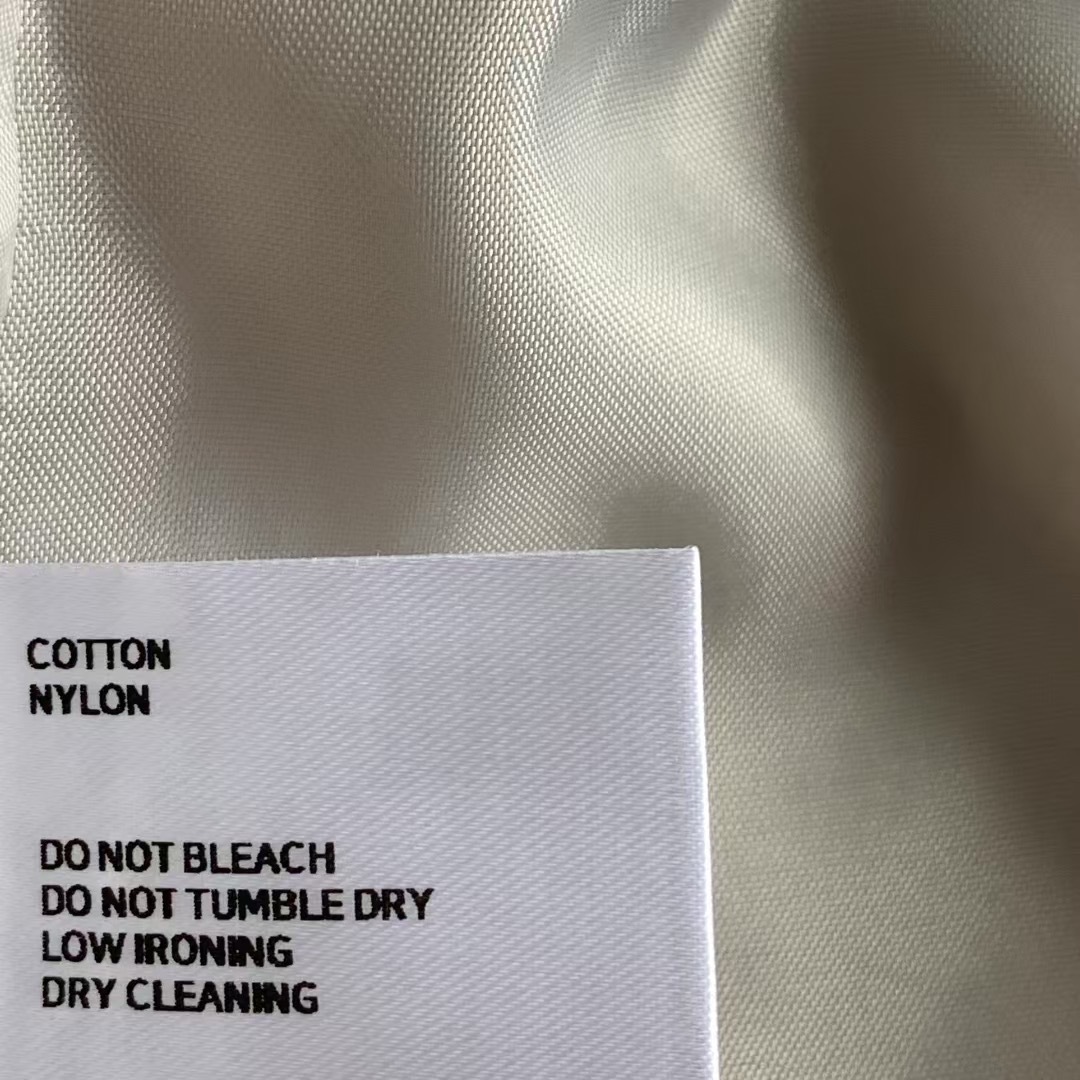 COTTON
NYLON
DO NOT BLEACH
DO NOT TUMBLE DRY
LOW IRONING
DRY CLEANING